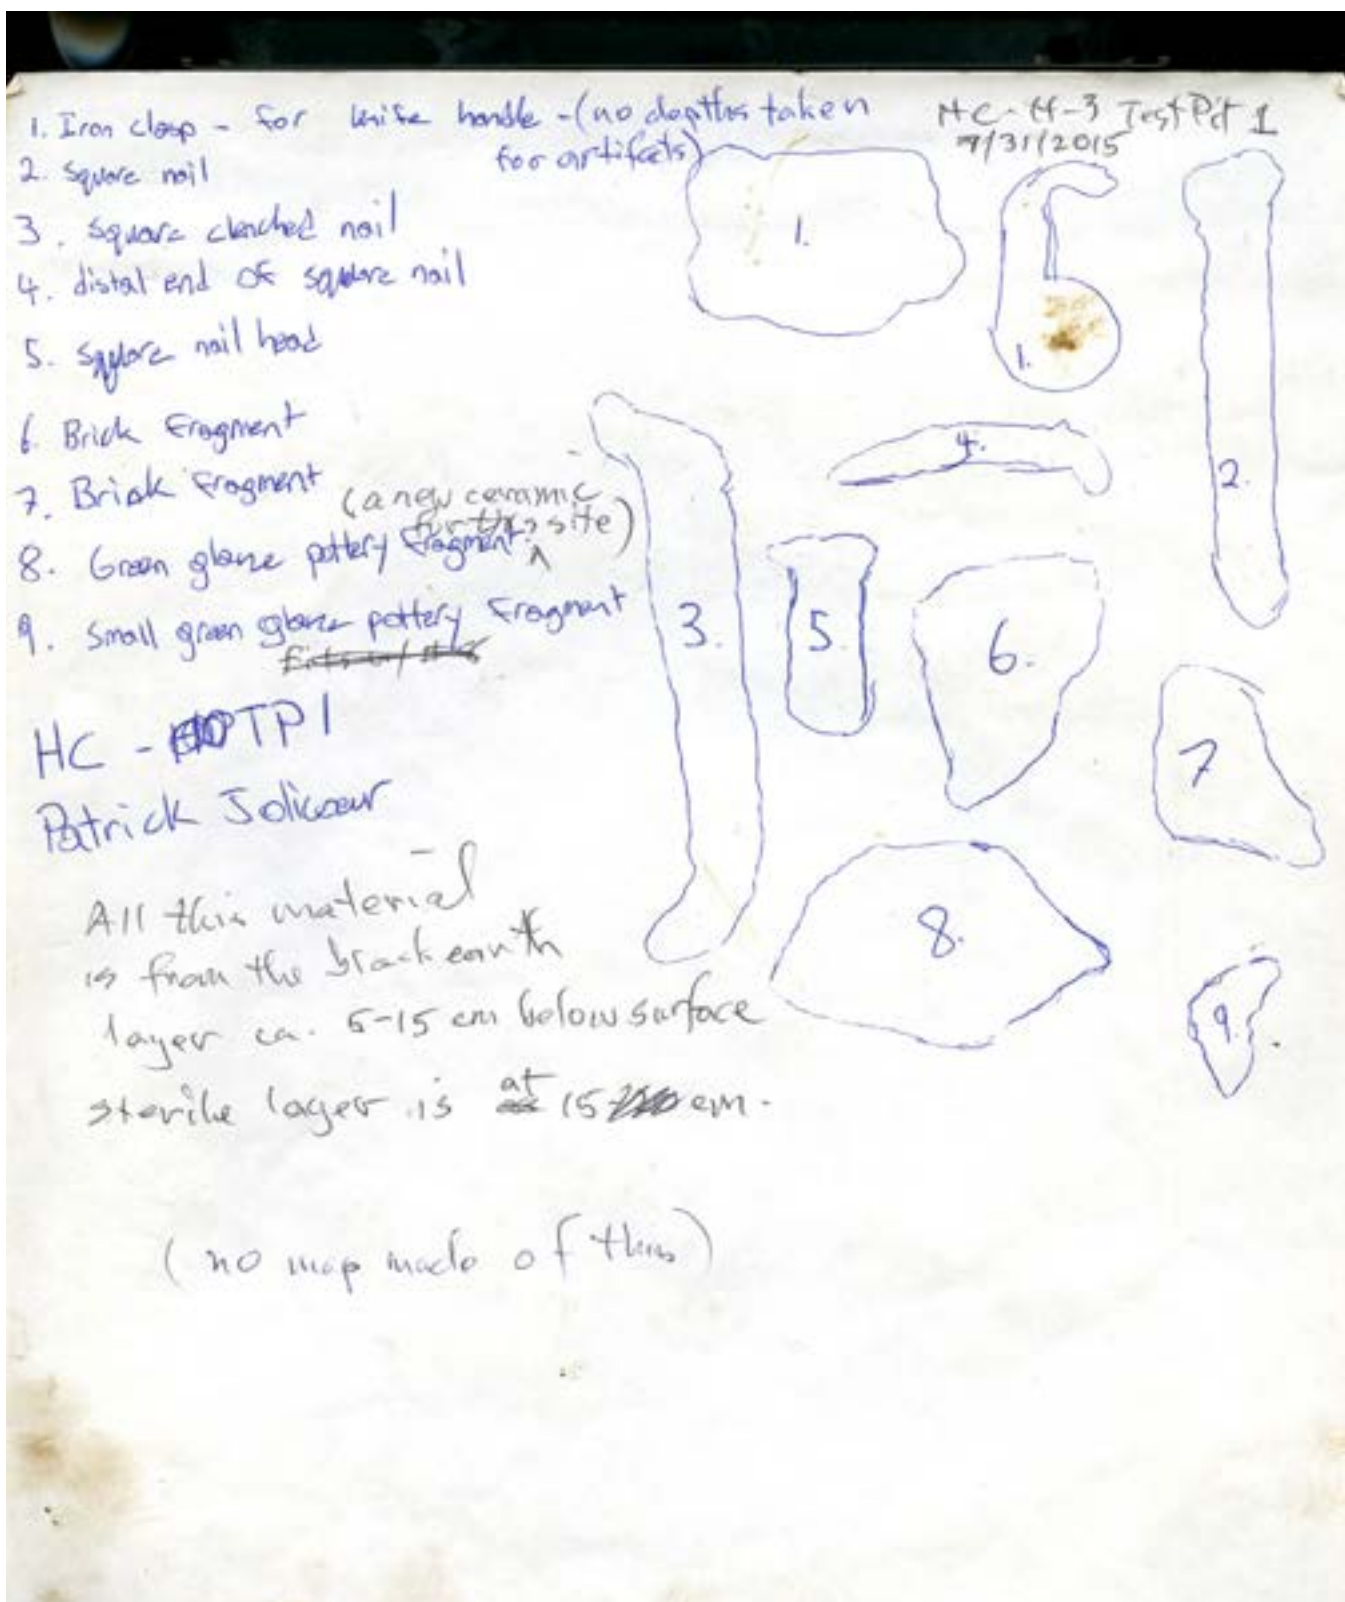 1. Iron clasp - for knife handle - (no depths taken
for artifacts)
HC-H-3 Test Pit 1
7/31/2015
2. Square nail
3. Square clenched nail
4. distal end of square nail
5. Square nail head
6. Brick fragment
7. Brick fragment
(a new ceramic
for this site)
8. Green glaze pottery fragment. ^
9. Small green glaze pottery fragment
HC - TP1
Patrick Jolicoeur
All this material
is from the black earth
layer ca. 5-15 cm below surface
sterile layer is at 15 cm.
(no map made of this)
1.
1.
2.
3.
4.
5.
6.
7
8.
9.